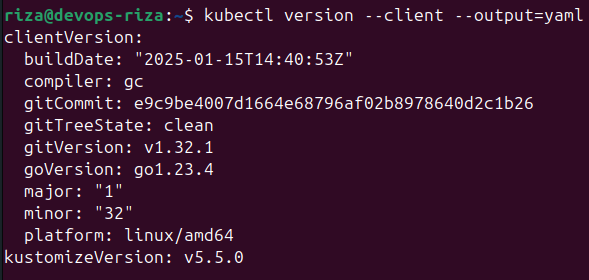 riza@devops-riza:~$ kubectl version --client --output=yaml
clientVersion:
  buildDate: "2025-01-15T14:40:53Z"
  compiler: gc
  gitCommit: e9c9be4007d1664e68796af02b8978640d2c1b26
  gitTreeState: clean
  gitVersion: v1.32.1
  goVersion: go1.23.4
  major: "1"
  minor: "32"
  platform: linux/amd64
kustomizeVersion: v5.5.0